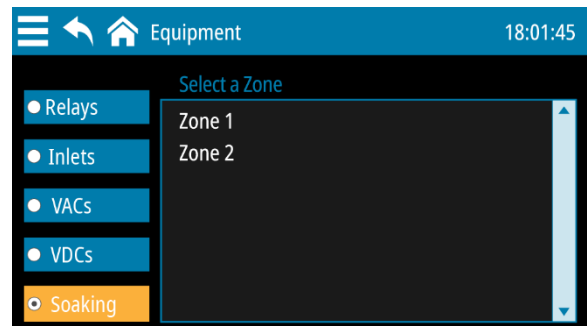 Equipment
18:01:45
Select a Zone
Relays
Inlets
VACs
VDCs
Soaking
Zone 1
Zone 2